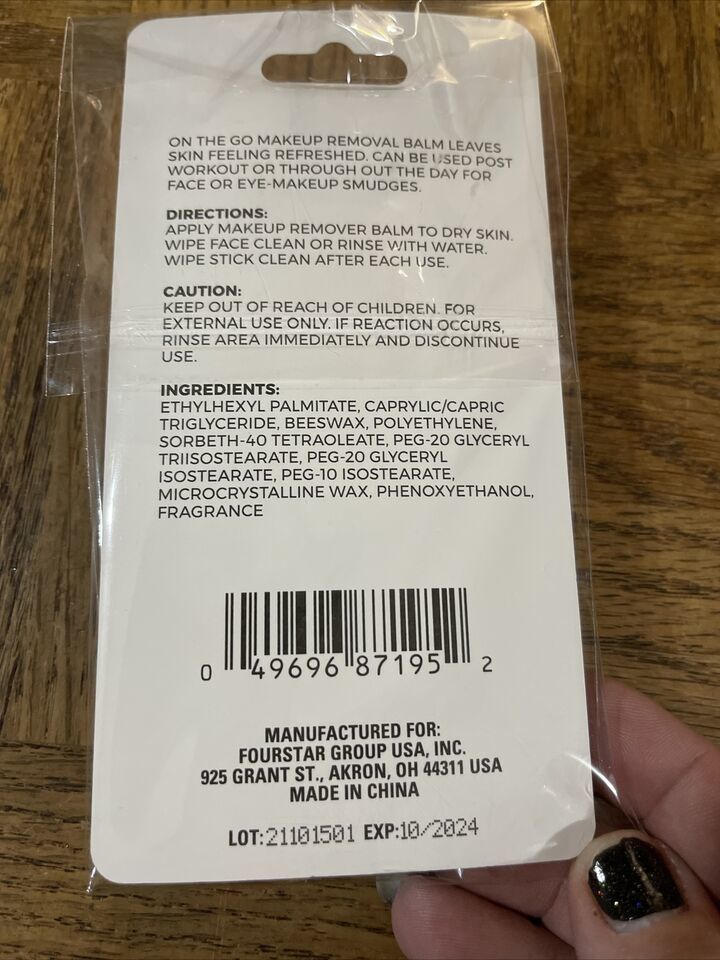 ON THE GO MAKEUP REMOVAL BALM LEAVES
SKIN FEELING REFRESHED. CAN BE USED POST
WORKOUT OR THROUGH OUT THE DAY FOR
FACE OR EYE-MAKEUP SMUDGES.
DIRECTIONS:
APPLY MAKEUP REMOVER BALM TO DRY SKIN.
WIPE FACE CLEAN OR RINSE WITH WATER.
WIPE STICK CLEAN AFTER EACH USE.
CAUTION:
KEEP OUT OF REACH OF CHILDREN. FOR
EXTERNAL USE ONLY. IF REACTION OCCURS,
RINSE AREA IMMEDIATELY AND DISCONTINUE
USE.
INGREDIENTS:
ETHYLHEXYL PALMITATE, CAPRYLIC/CAPRIC
TRIGLYCERIDE, BEESWAX, POLYETHYLENE,
SORBETH-40 TETRAOLEATE, PEG-20 GLYCERYL
TRIISOSTEARATE, PEG-20 GLYCERYL
ISOSTEARATE, PEG-10 ISOSTEARATE,
MICROCRYSTALLINE WAX, PHENOXYETHANOL,
FRAGRANCE
0 49696 87195 2
MANUFACTURED FOR:
FOURSTAR GROUP USA, INC.
925 GRANT ST., AKRON, OH 44311 USA
MADE IN CHINA
LOT:21101501 EXP:10/2024